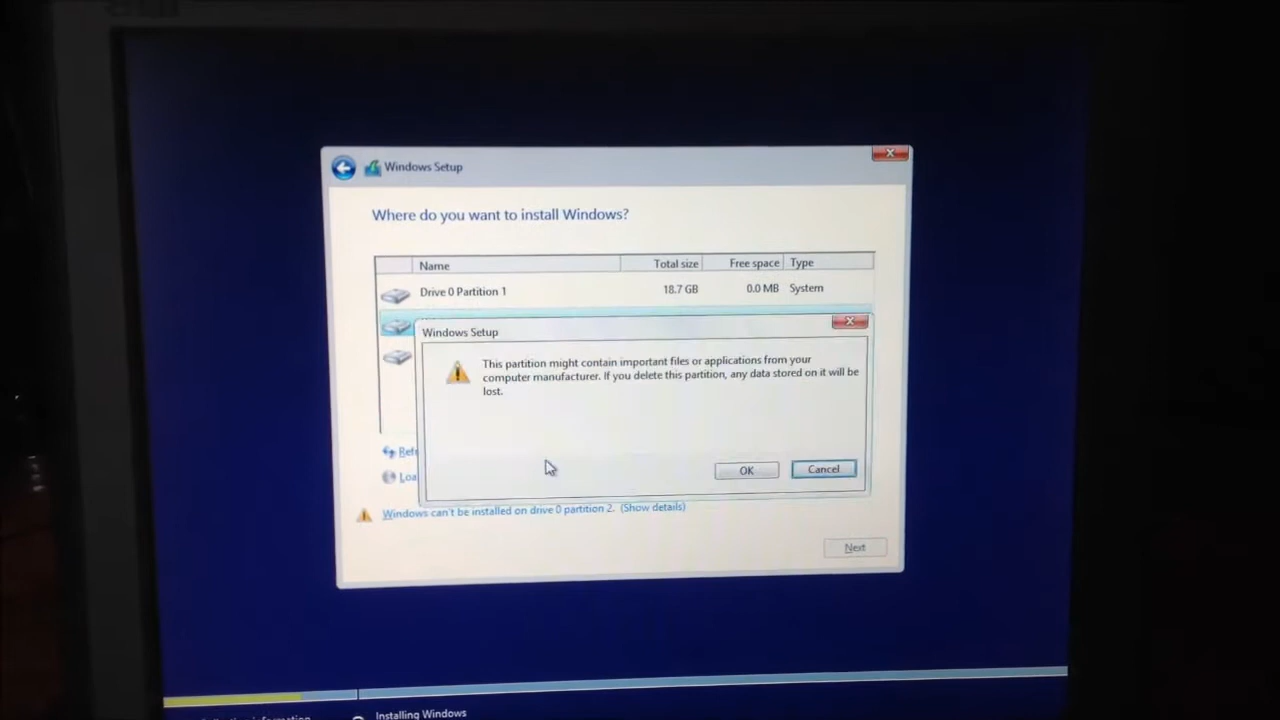 Windows Setup
Where do you want to install Windows?
Name Total size Free space Type
Drive 0 Partition 1 18.7 GB 0.0 MB System
Windows Setup
This partition might contain important files or applications from your
computer manufacturer. If you delete this partition, any data stored on it will be
lost.
OK Cancel
Refr
Loa
Windows can't be installed on drive 0 partition 2. (Show details)
Next
Installing Windows